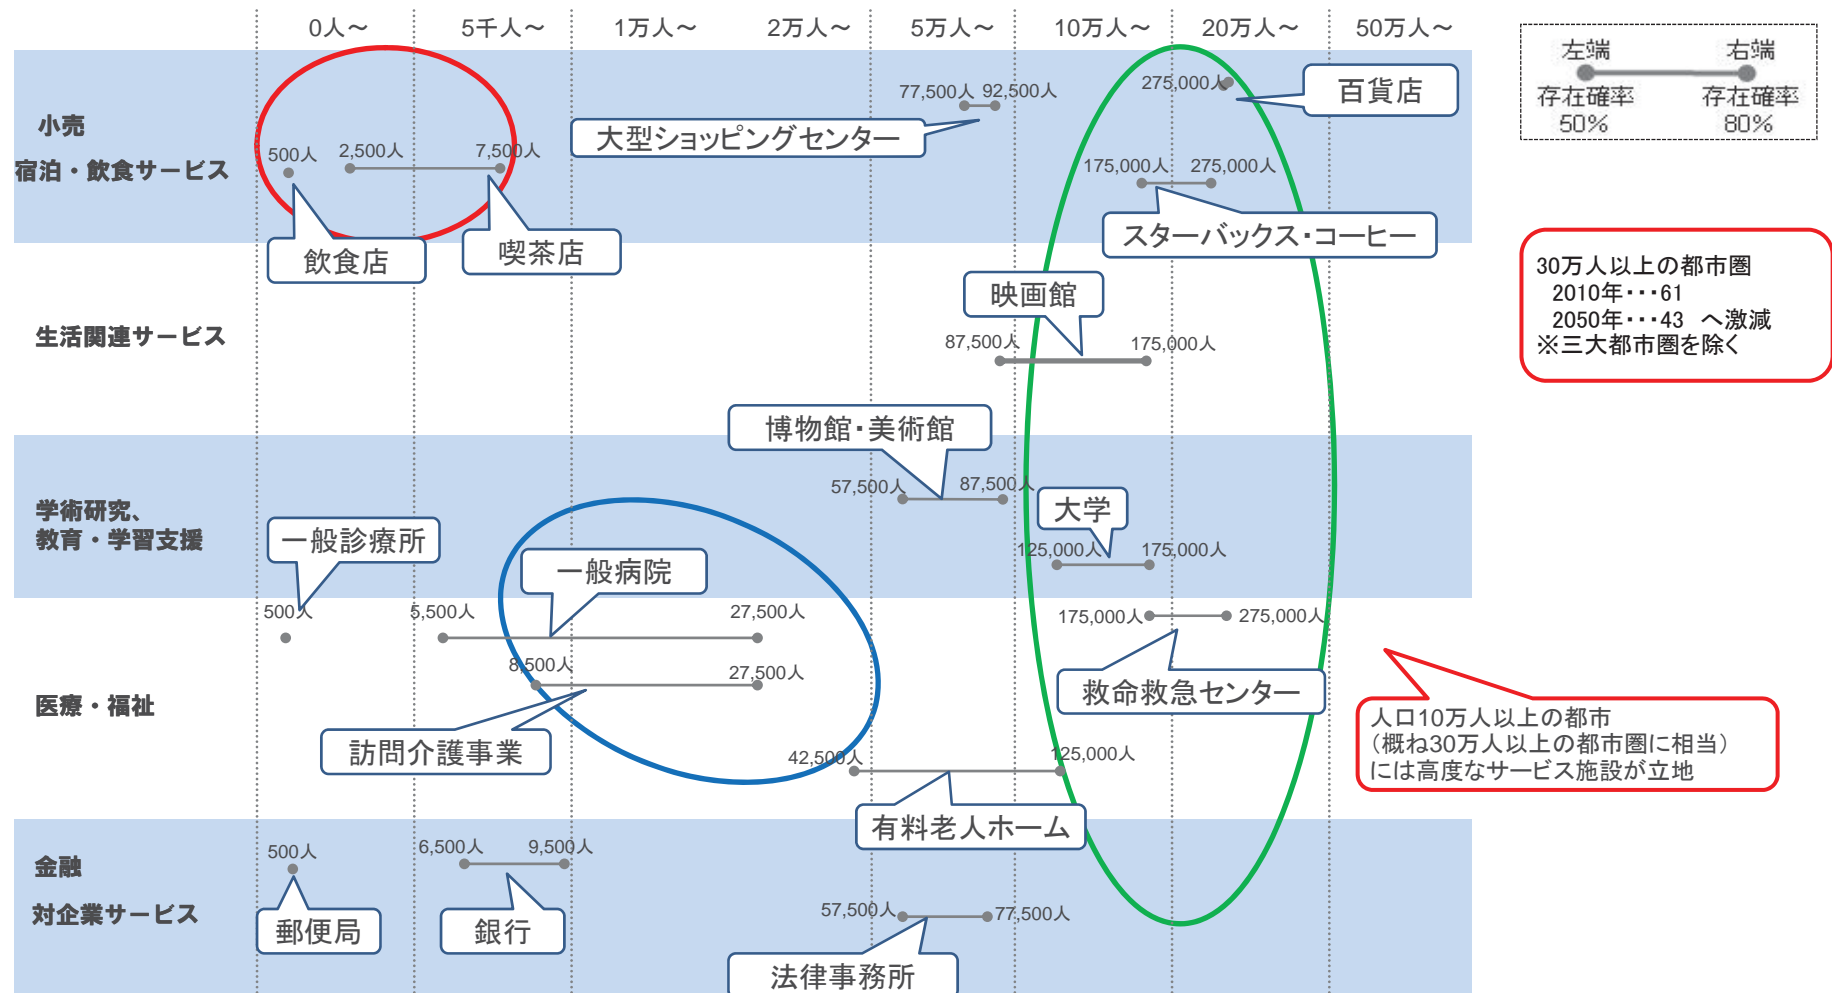 0人～ 5千人～ 1万人～ 2万人～ 5万人～ 10万人～ 20万人～ 50万人～
左端 右端
存在確率 存在確率
50% 80%
小売
宿泊・飲食サービス
500人
2,500人 7,500人
飲食店
喫茶店
77,500人 92,500人
大型ショッピングセンター
275,000人
百貨店
175,000人 275,000人
スターバックス・コーヒー
30万人以上の都市圏
2010年・・・61
2050年・・・43 へ激減
※三大都市圏を除く
生活関連サービス
映画館
87,500人 175,000人
学術研究、
教育・学習支援
博物館・美術館
57,500人 87,500人
大学
125,000人 175,000人
医療・福祉
一般診療所
500人
一般病院
5,500人 27,500人
8,500人 27,500人
訪問介護事業
175,000人 275,000人
救命救急センター
42,500人 125,000人
有料老人ホーム
人口10万人以上の都市
（概ね30万人以上の都市圏に相当）
には高度なサービス施設が立地
金融
対企業サービス
500人
郵便局
6,500人 9,500人
銀行
57,500人 77,500人
法律事務所